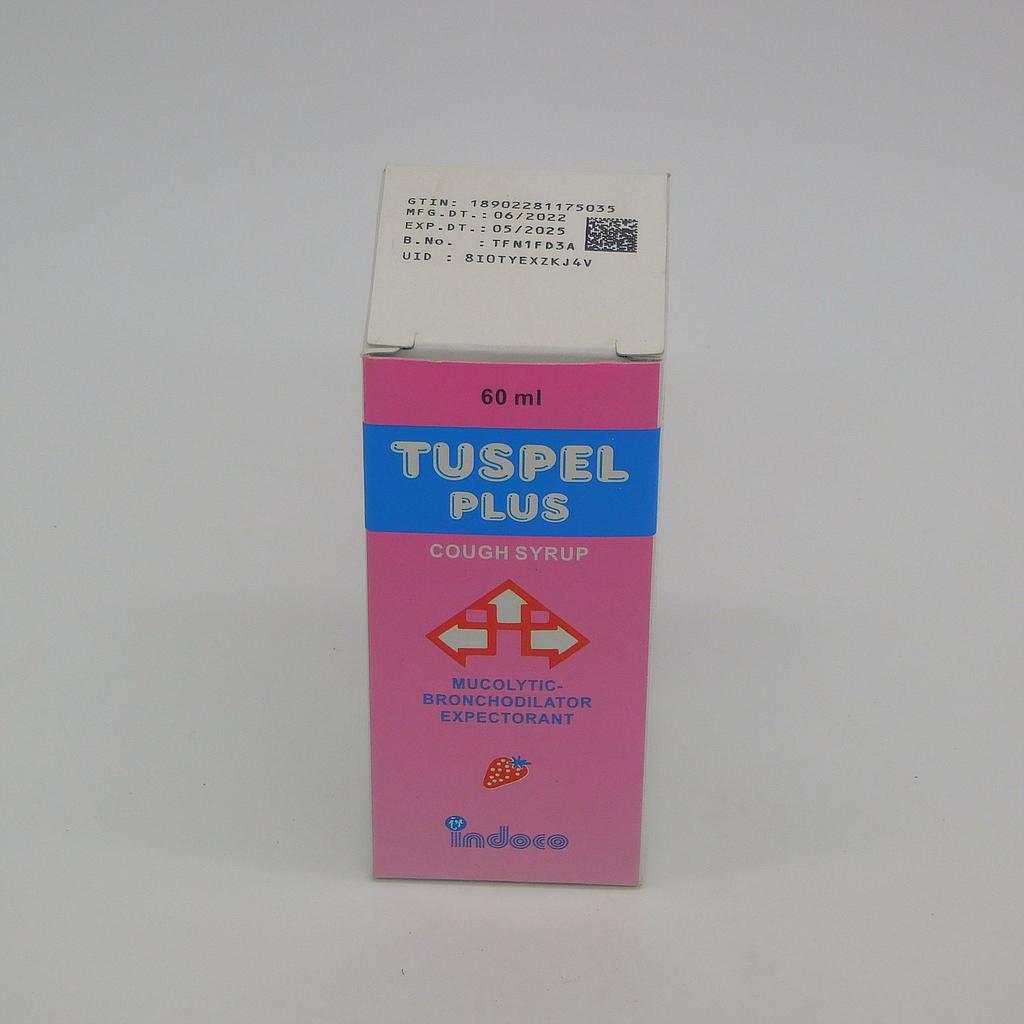 GTIN: 18902281175035
MFG.DT.: 06/2022
EXP.DT.: 05/2025
B.No. : TFN1FD3A
UID : 8IOTYEXZKJ4V
60 ml
TUSPEL
PLUS
COUGH SYRUP
MUCOLYTIC-
BRONCHODILATOR
EXPECTORANT
indoco